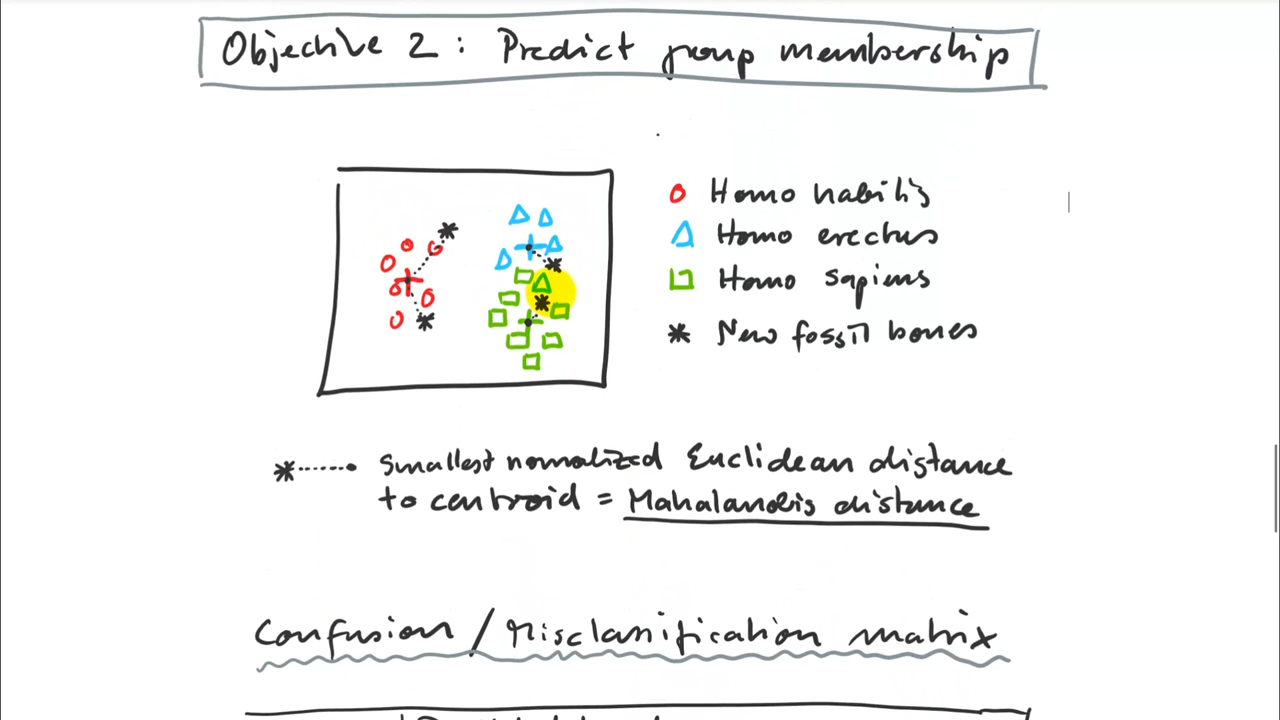 Objective 2 : Predict group membership
Homo habilis
Homo erectus
Homo sapiens
New fossil bones
Smallest normalized Euclidean distance
to centroid = Mahalanobis distance
Confusion / Misclassification matrix